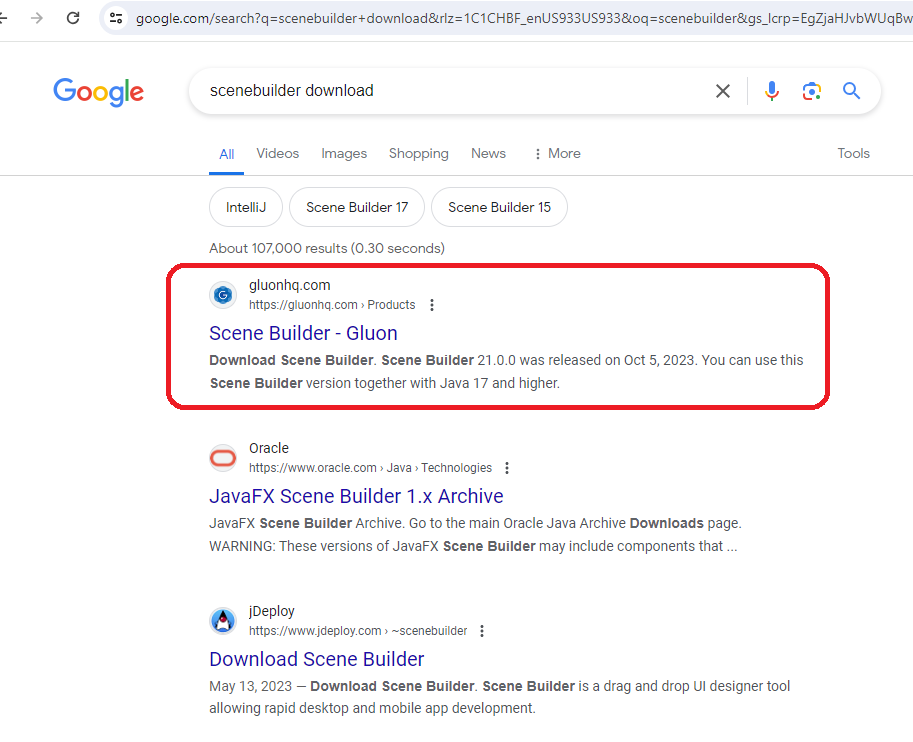 google.com/search?q=scenebuilder+download&rlz=1C1CHBF_enUS933US933&oq=scenebuilder&gs_lcrp=EgZjaHJvbWUqBw
Google
scenebuilder download
All Videos Images Shopping News More Tools
IntelliJ Scene Builder 17 Scene Builder 15
About 107,000 results (0.30 seconds)
G
gluonhq.com
https://gluonhq.com › Products
Scene Builder - Gluon
Download Scene Builder. Scene Builder 21.0.0 was released on Oct 5, 2023. You can use this
Scene Builder version together with Java 17 and higher.
Oracle
https://www.oracle.com › Java › Technologies
JavaFX Scene Builder 1.x Archive
JavaFX Scene Builder Archive. Go to the main Oracle Java Archive Downloads page.
WARNING: These versions of JavaFX Scene Builder may include components that ...
jDeploy
https://www.jdeploy.com › ~scenebuilder
Download Scene Builder
May 13, 2023 — Download Scene Builder. Scene Builder is a drag and drop UI designer tool
allowing rapid desktop and mobile app development.